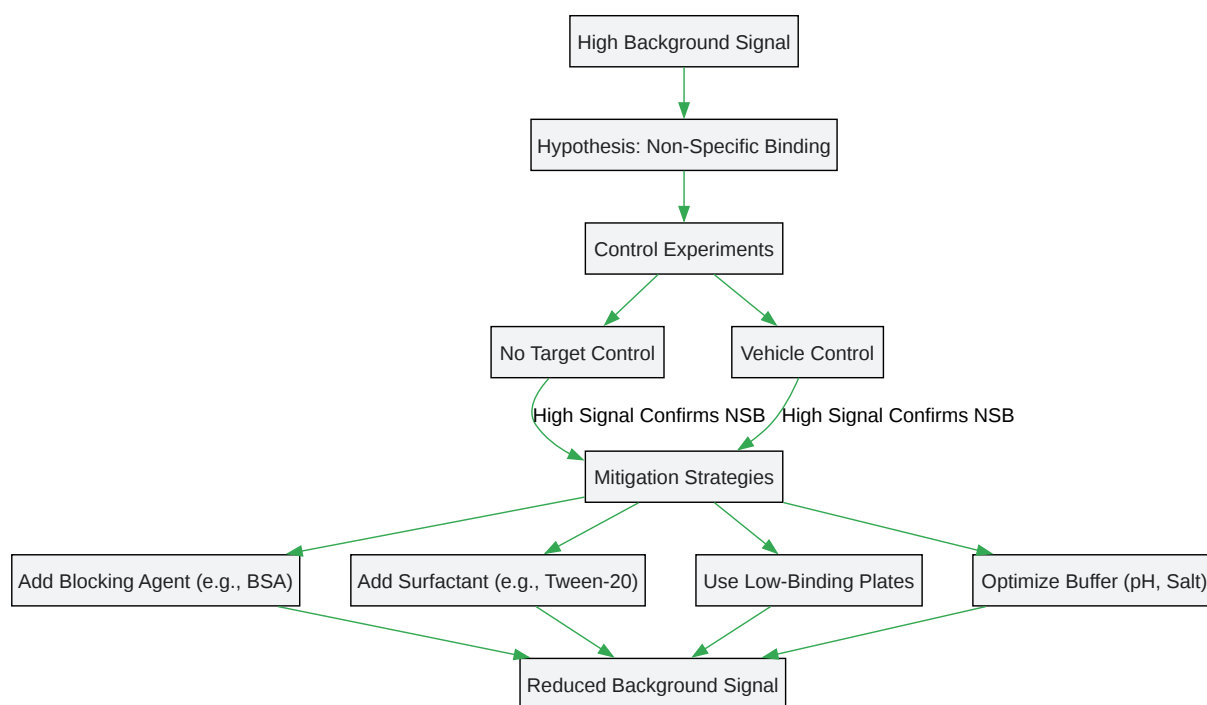 High Background Signal
Hypothesis: Non-Specific Binding
Control Experiments
No Target Control
Vehicle Control
High Signal Confirms NSB
High Signal Confirms NSB
Mitigation Strategies
Add Blocking Agent (e.g., BSA)
Add Surfactant (e.g., Tween-20)
Use Low-Binding Plates
Optimize Buffer (pH, Salt)
Reduced Background Signal